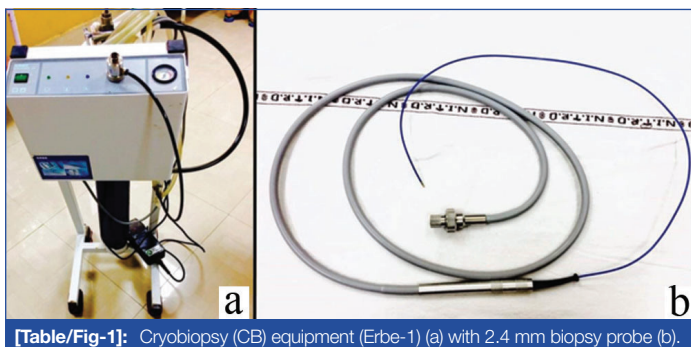 N.I.T.R.D N.I.T.R.D
a
b
[Table/Fig-1]: Cryobiopsy (CB) equipment (Erbe-1) (a) with 2.4 mm biopsy probe (b).